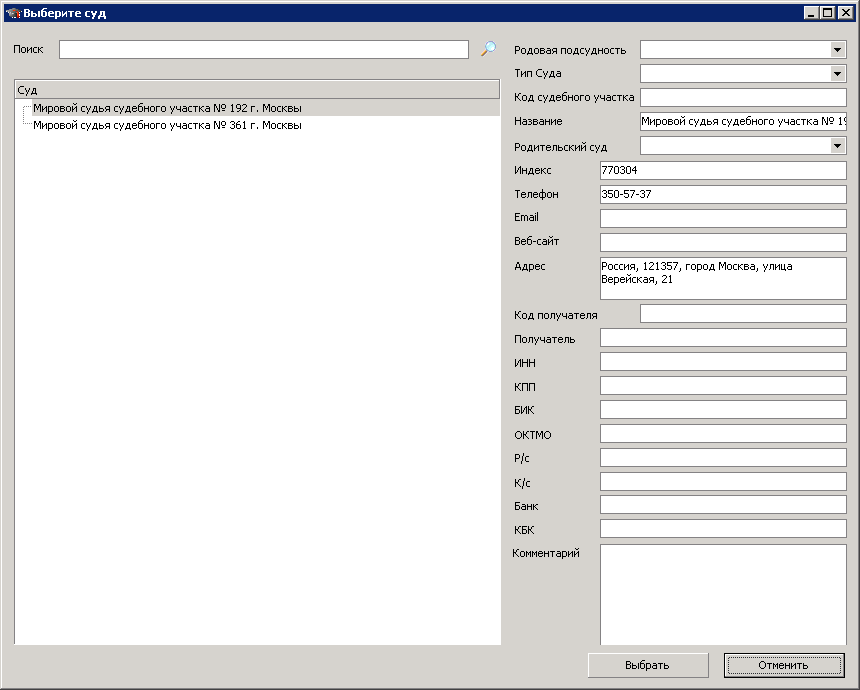 Выберите суд
Поиск
Суд
Мировой судья судебного участка № 192 г. Москвы
Мировой судья судебного участка № 361 г. Москвы
Родовая подсудность
Тип Суда
Код судебного участка
Название
Мировой судья судебного участка № 19
Родительский суд
Индекс
770304
Телефон
350-57-37
Email
Веб-сайт
Адрес
Россия, 121357, город Москва, улица
Верейская, 21
Код получателя
Получатель
ИНН
КПП
БИК
ОКТМО
Р/с
К/с
Банк
КБК
Комментарий
Выбрать
Отменить